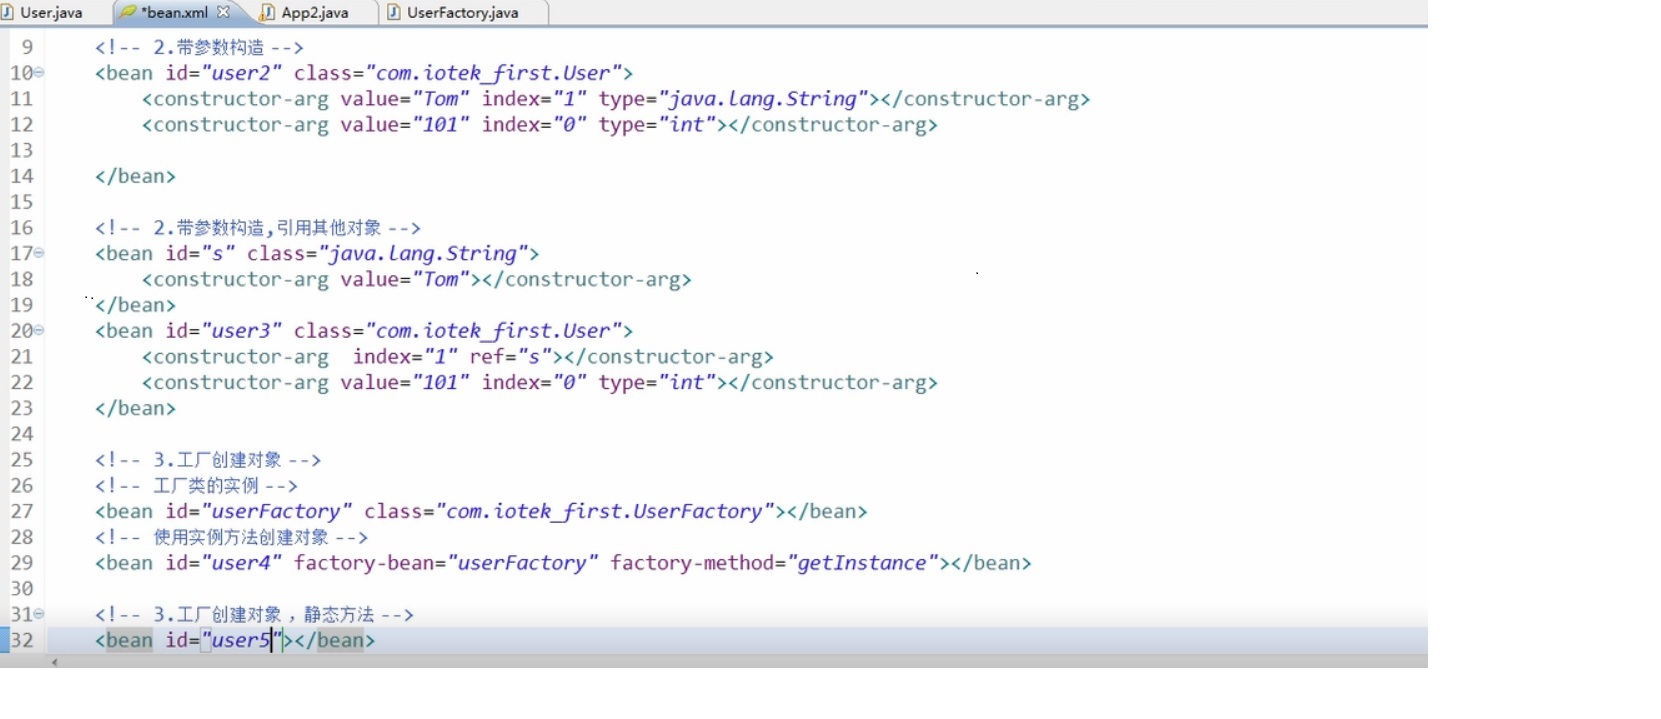 User.java *bean.xml App2.java UserFactory.java
9 <!-- 2.带参数构造 -->
10 <bean id="user2" class="com.iotek_first.User">
11 <constructor-arg value="Tom" index="1" type="java.lang.String"></constructor-arg>
12 <constructor-arg value="101" index="0" type="int"></constructor-arg>
13
14 </bean>
15
16 <!-- 2.带参数构造,引用其他对象 -->
17 <bean id="s" class="java.lang.String">
18 <constructor-arg value="Tom"></constructor-arg>
19 </bean>
20 <bean id="user3" class="com.iotek_first.User">
21 <constructor-arg  index="1" ref="s"></constructor-arg>
22 <constructor-arg value="101" index="0" type="int"></constructor-arg>
23 </bean>
24
25 <!-- 3.工厂创建对象 -->
26 <!-- 工厂类的实例 -->
27 <bean id="userFactory" class="com.iotek_first.UserFactory"></bean>
28 <!-- 使用实例方法创建对象 -->
29 <bean id="user4" factory-bean="userFactory" factory-method="getInstance"></bean>
30
31 <!-- 3.工厂创建对象，静态方法 -->
32 <bean id="user5"></bean>